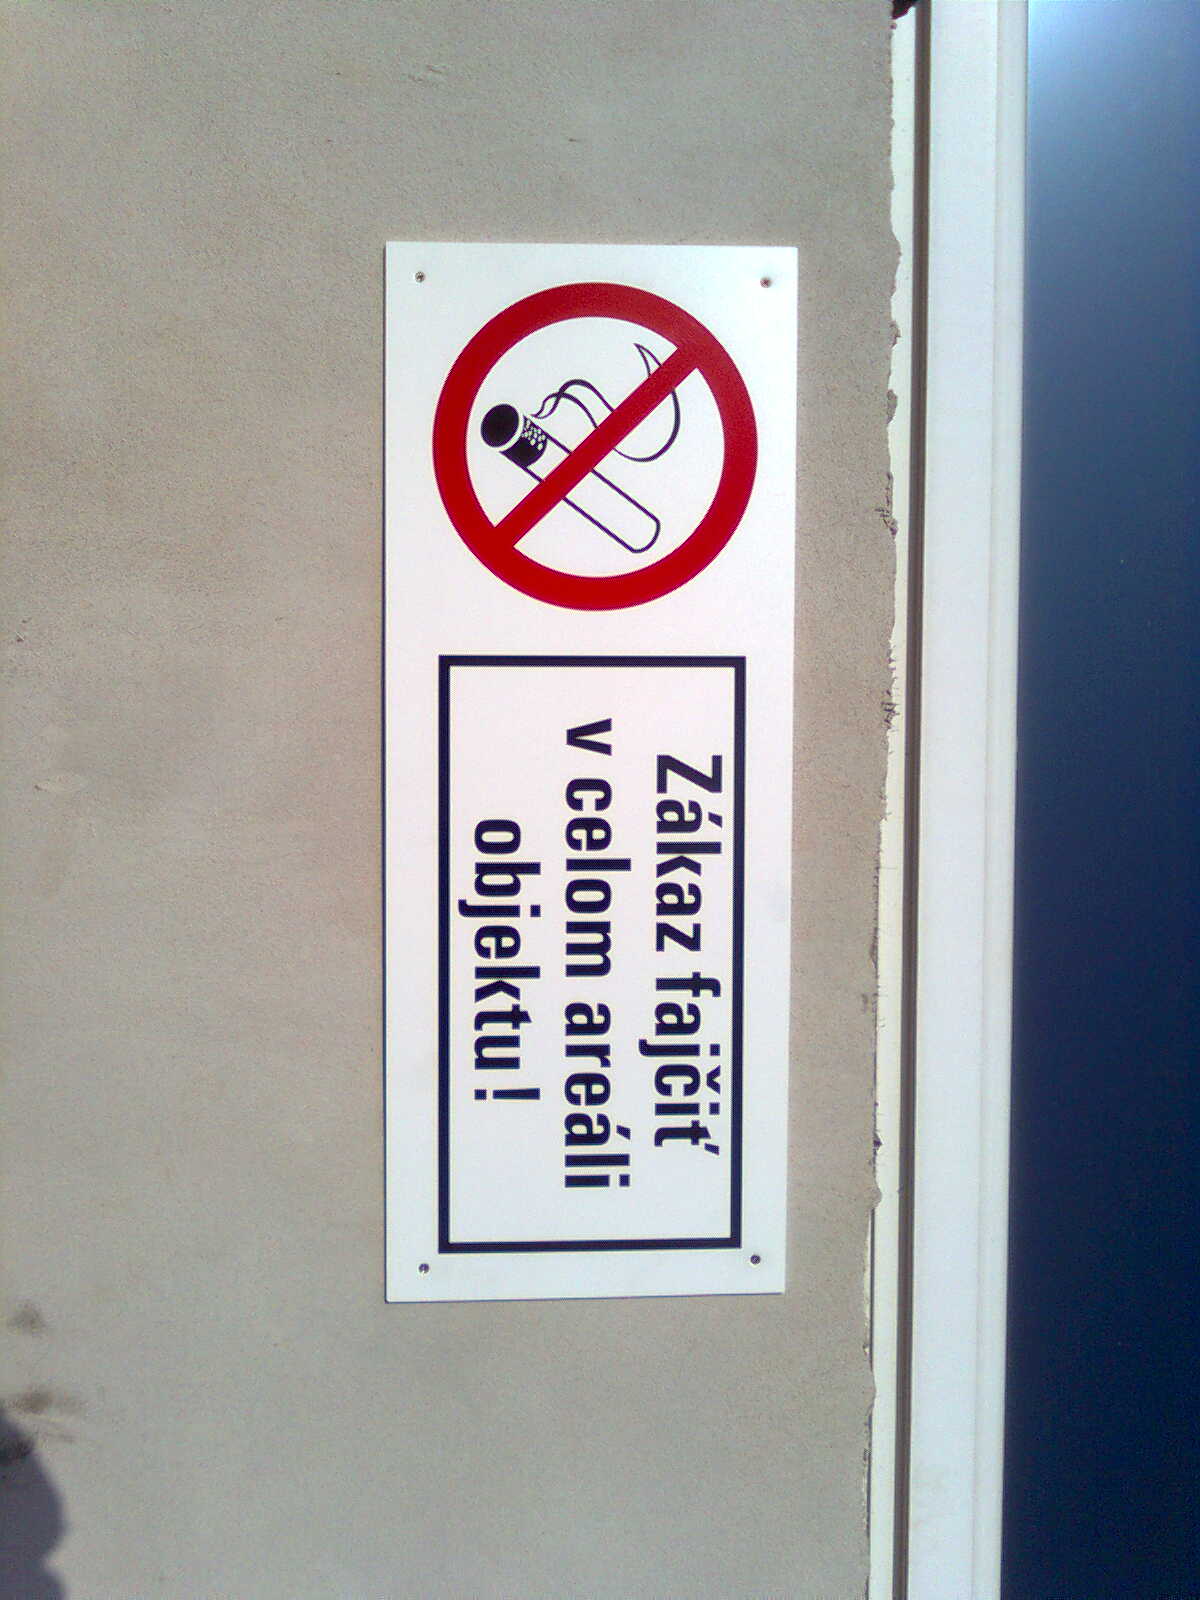 Zákaz fajčiť
v celom areáli
objektu!